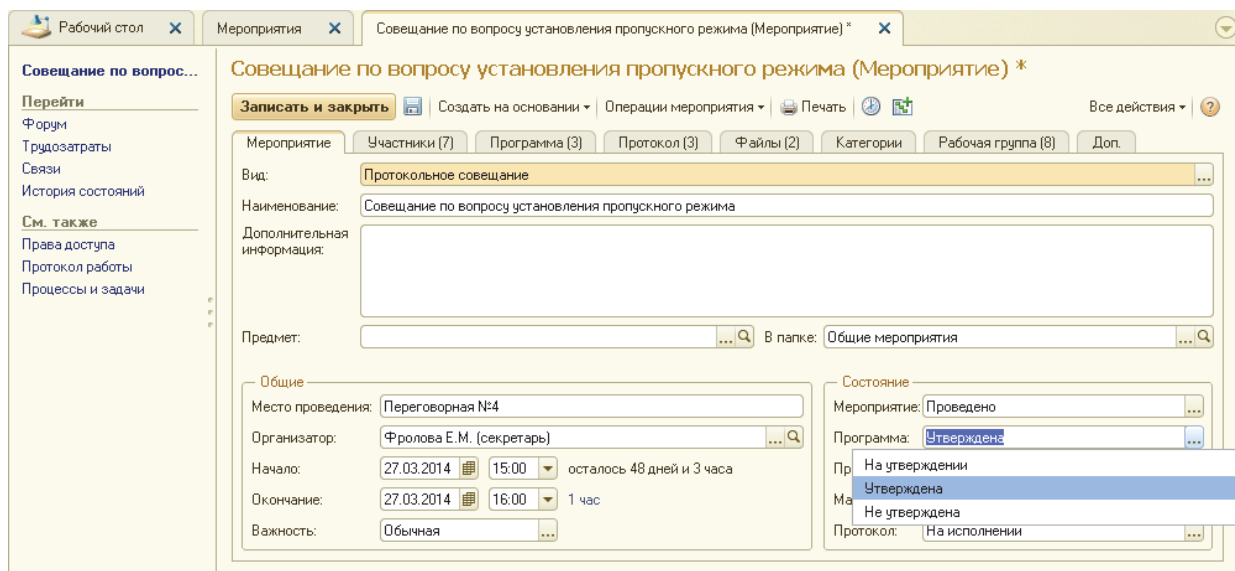 Рабочий стол
Мероприятия
Совещание по вопросу установления пропускного режима (Мероприятие) *
Совещание по вопрос...
Перейти
Форум
Трудозатраты
Связи
История состояний
См. также
Права доступа
Протокол работы
Процессы и задачи
Совещание по вопросу установления пропускного режима (Мероприятие) *
Записать и закрыть Создать на основании Операции мероприятия Печать Все действия ?
Мероприятие Участники (7) Программа (3) Протокол (3) Файлы (2) Категории Рабочая группа (8) Доп.
Вид: Протокольное совещание ...
Наименование: Совещание по вопросу установления пропускного режима
Дополнительная
информация:
Предмет: ... В папке: Общие мероприятия ...
Общие
Место проведения: Переговорная №4
Организатор: Фролова Е.М. (секретарь) ...
Начало: 27.03.2014 15:00 осталось 48 дней и 3 часа
Окончание: 27.03.2014 16:00 1 час
Важность: Обычная ...
Состояние
Мероприятие: Проведено ...
Программа: Утверждена ...
Пр На утверждении
Ма Утверждена
Не утверждена
Протокол: На исполнении ...